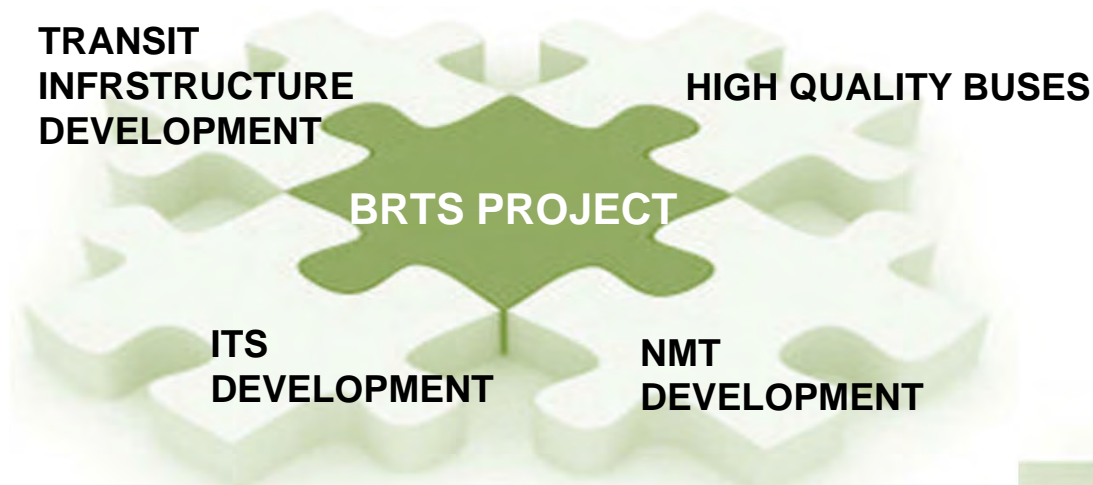 TRANSIT
INFRSTRUCTURE
DEVELOPMENT
HIGH QUALITY BUSES
BRTS PROJECT
ITS
DEVELOPMENT
NMT
DEVELOPMENT